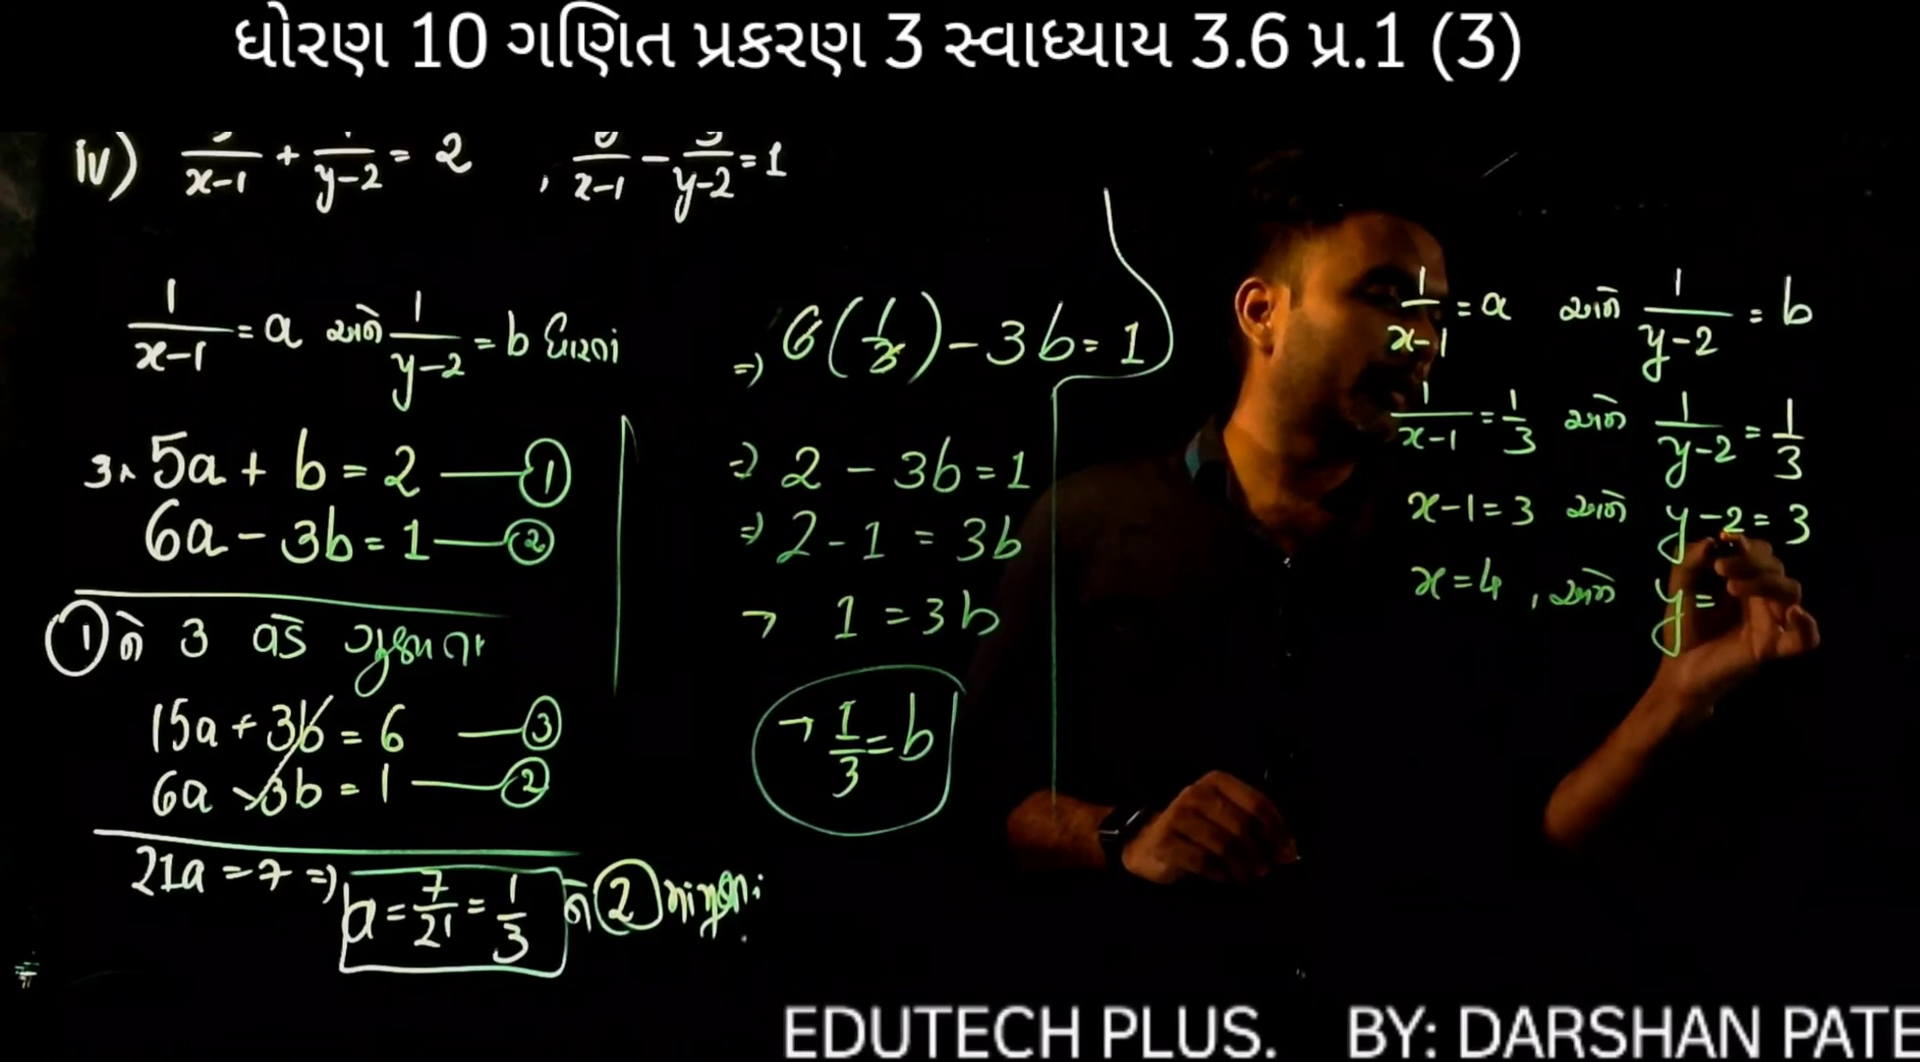 ધોરણ 10 ગણિત પ્રકરણ 3 સ્વાધ્યાય 3.6 પ્ર.1 (3)
iv) 5/x-1 + 1/y-2 = 2 , 6/x-1 - 3/y-2 = 1
1/x-1 = a અને 1/y-2 = b ધારતાં
3× 5a + b = 2 — ①
6a - 3b = 1 — ②
① ને 3 વડે ગુણતા
15a + 3b = 6 — ③
6a - 3b = 1 — ②
21a = 7 ⇒ a = 7/21 = 1/3 ને ② માં મુકતાં
⇒ 6(1/3) - 3b = 1
⇒ 2 - 3b = 1
⇒ 2 - 1 = 3b
→ 1 = 3b
→ 1/3 = b
1/x-1 = a અને 1/y-2 = b
1/x-1 = 1/3 અને 1/y-2 = 1/3
x-1 = 3 અને y-2 = 3
x = 4 , અને y =
EDUTECH PLUS. BY: DARSHAN PATE